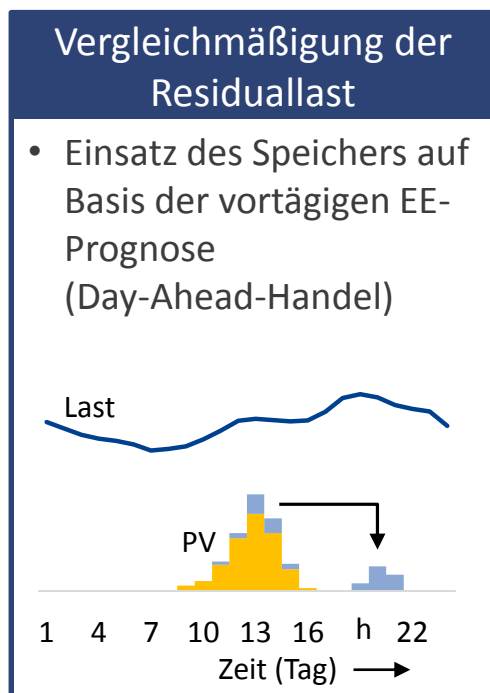 Vergleichmäßigung der
Residuallast
• Einsatz des Speichers auf
Basis der vortägigen EE-
Prognose
(Day-Ahead-Handel)
Last
PV
1 4 7 10 13 16 h 22
Zeit (Tag)